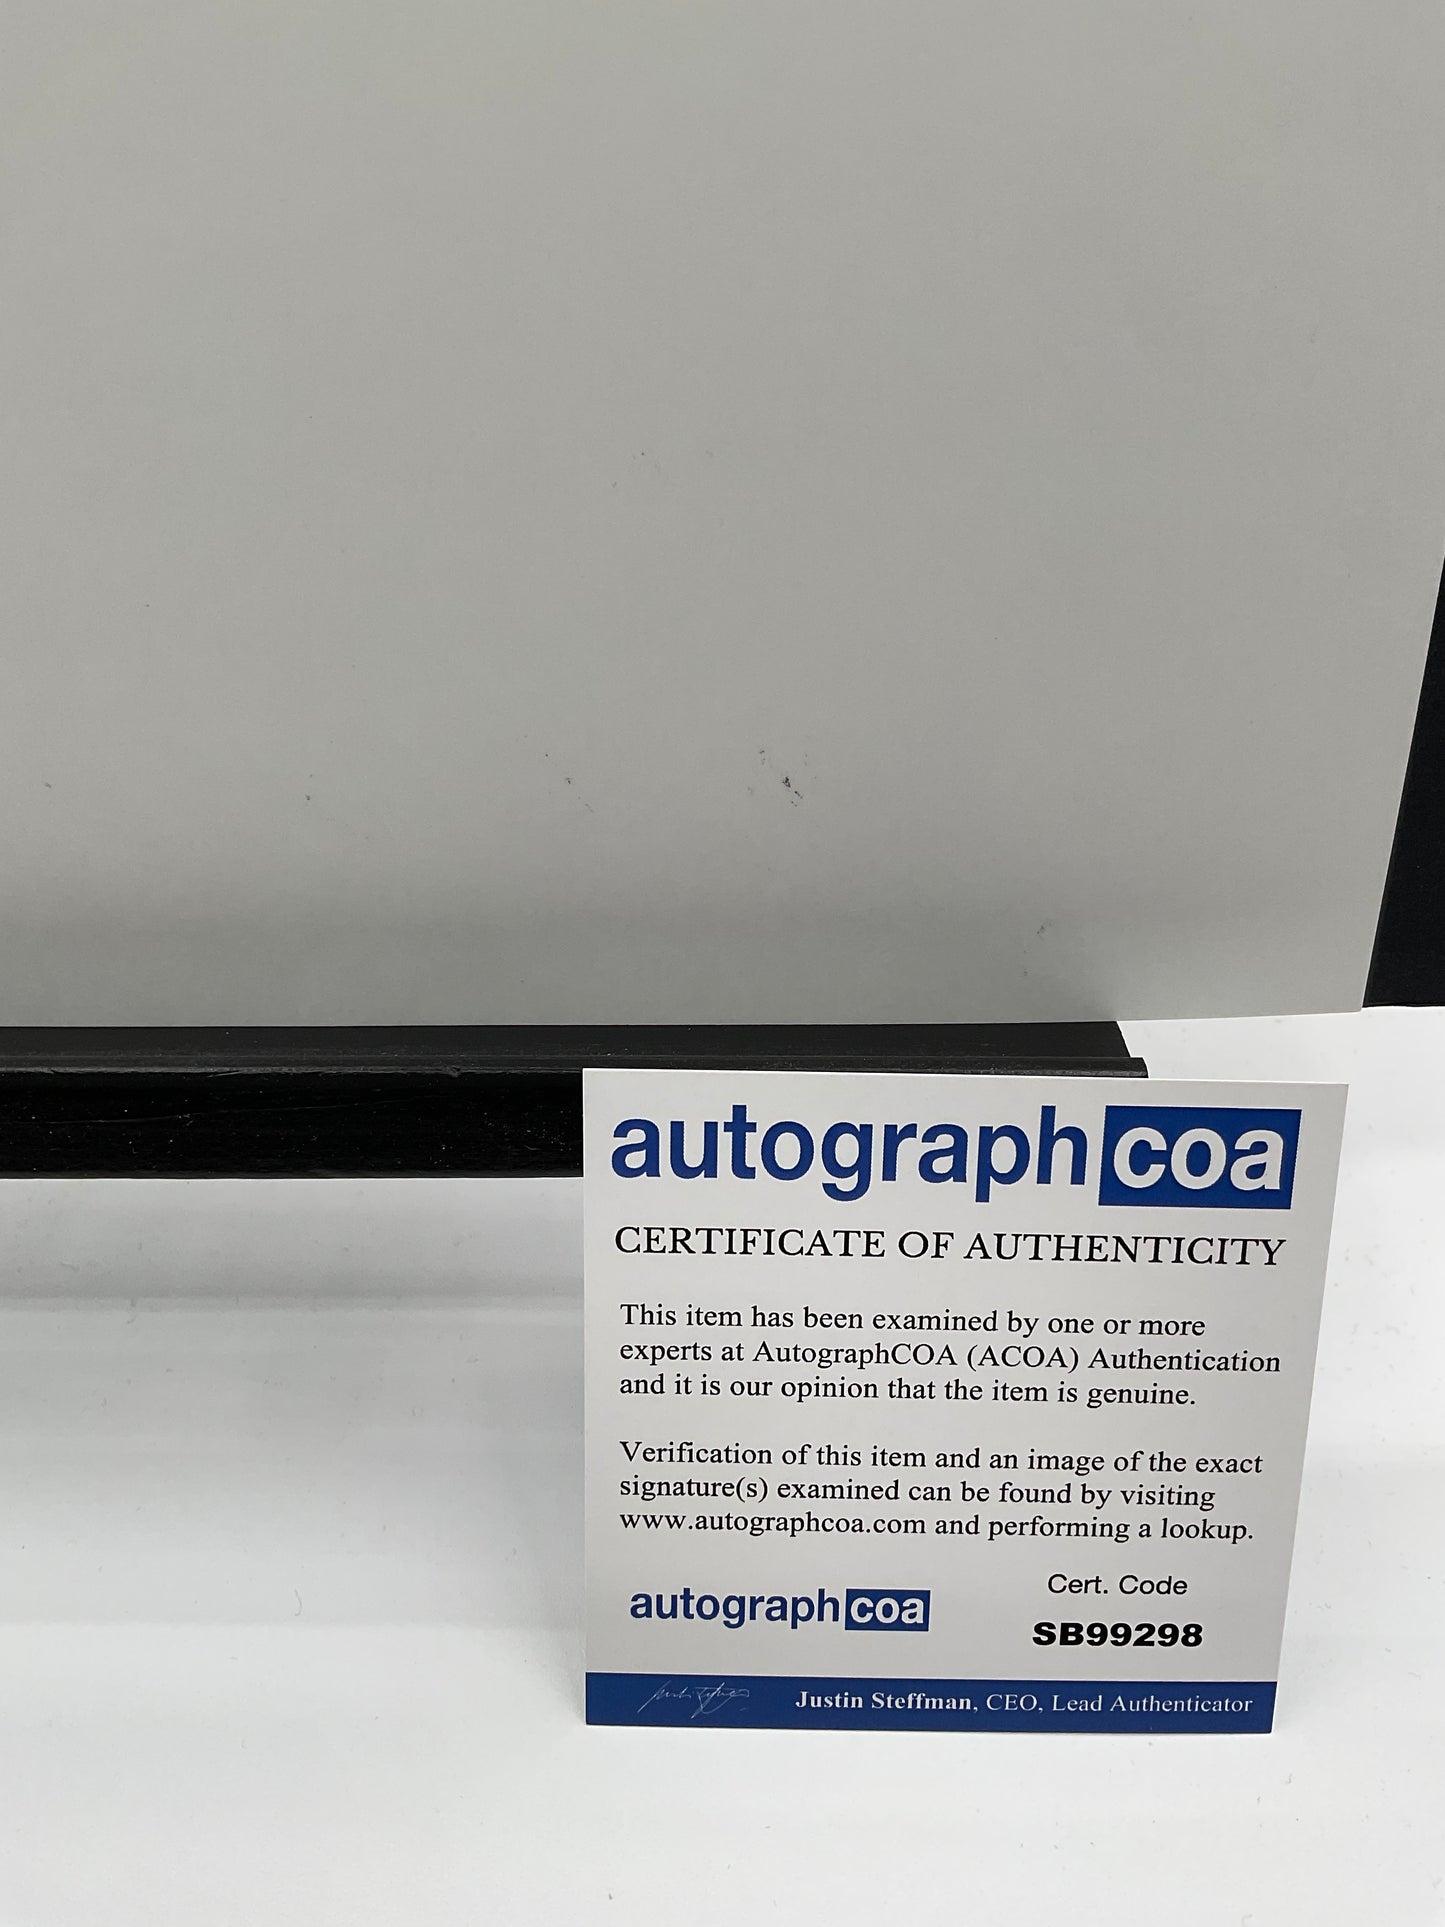 autographcoa
CERTIFICATE OF AUTHENTICITY
This item has been examined by one or more
experts at AutographCOA (ACOA) Authentication
and it is our opinion that the item is genuine.
Verification of this item and an image of the exact
signature(s) examined can be found by visiting
www.autographcoa.com and performing a lookup.
autographcoa
Cert. Code
SB99298
Justin Steffman, CEO, Lead Authenticator